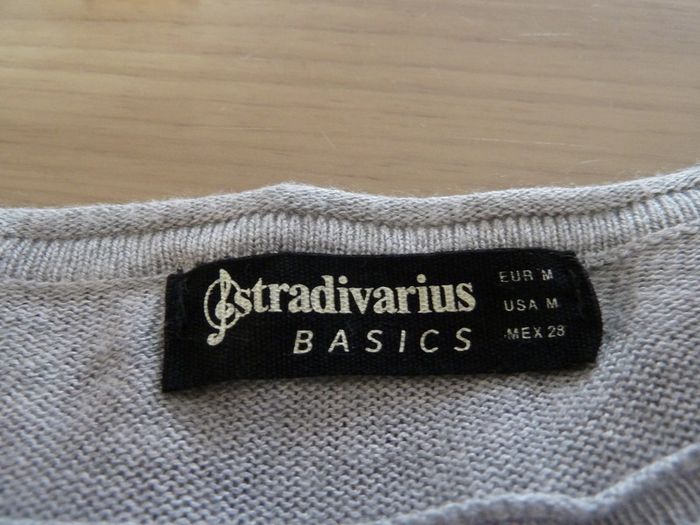 stradivarius
BASICS
EUR M
USA M
MEX 28